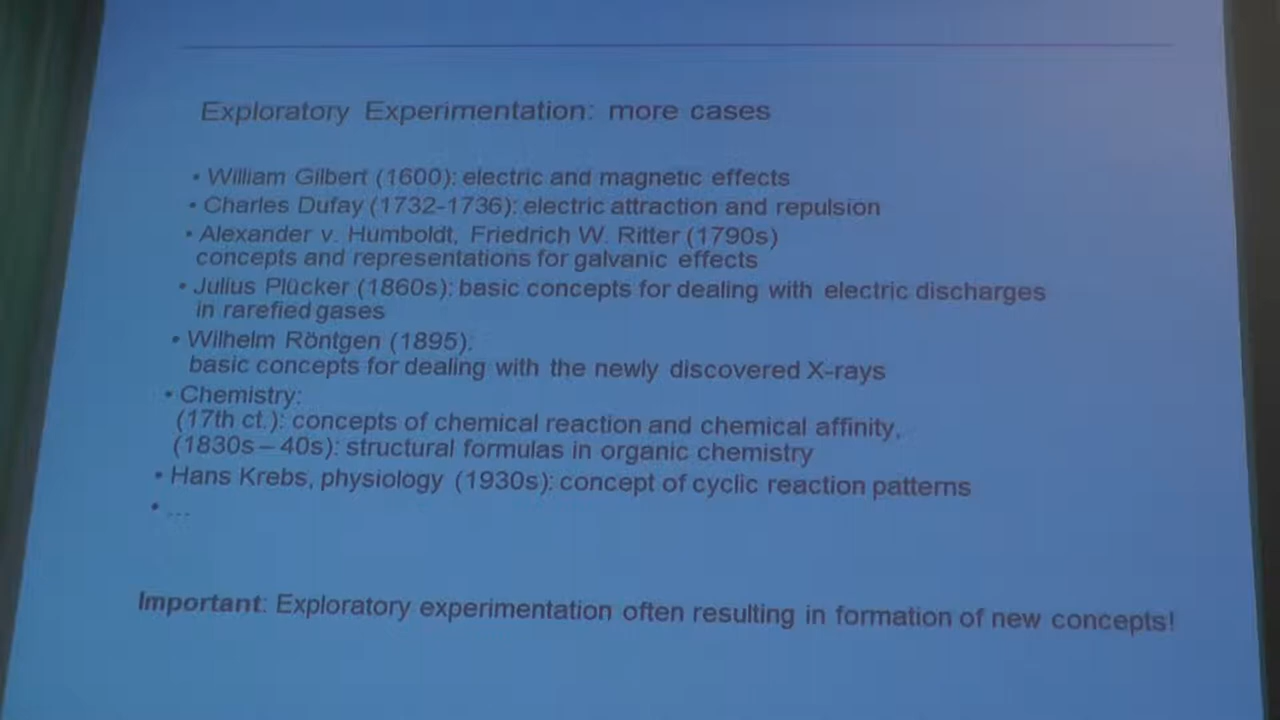 Exploratory Experimentation: more cases
• William Gilbert (1600): electric and magnetic effects
• Charles Dufay (1732-1736): electric attraction and repulsion
• Alexander v. Humboldt, Friedrich W. Ritter (1790s)
concepts and representations for galvanic effects
• Julius Plücker (1860s): basic concepts for dealing with electric discharges
in rarefied gases
• Wilhelm Röntgen (1895):
basic concepts for dealing with the newly discovered X-rays
• Chemistry:
(17th ct.): concepts of chemical reaction and chemical affinity,
(1830s – 40s): structural formulas in organic chemistry
• Hans Krebs, physiology (1930s): concept of cyclic reaction patterns
• ...
Important: Exploratory experimentation often resulting in formation of new concepts!